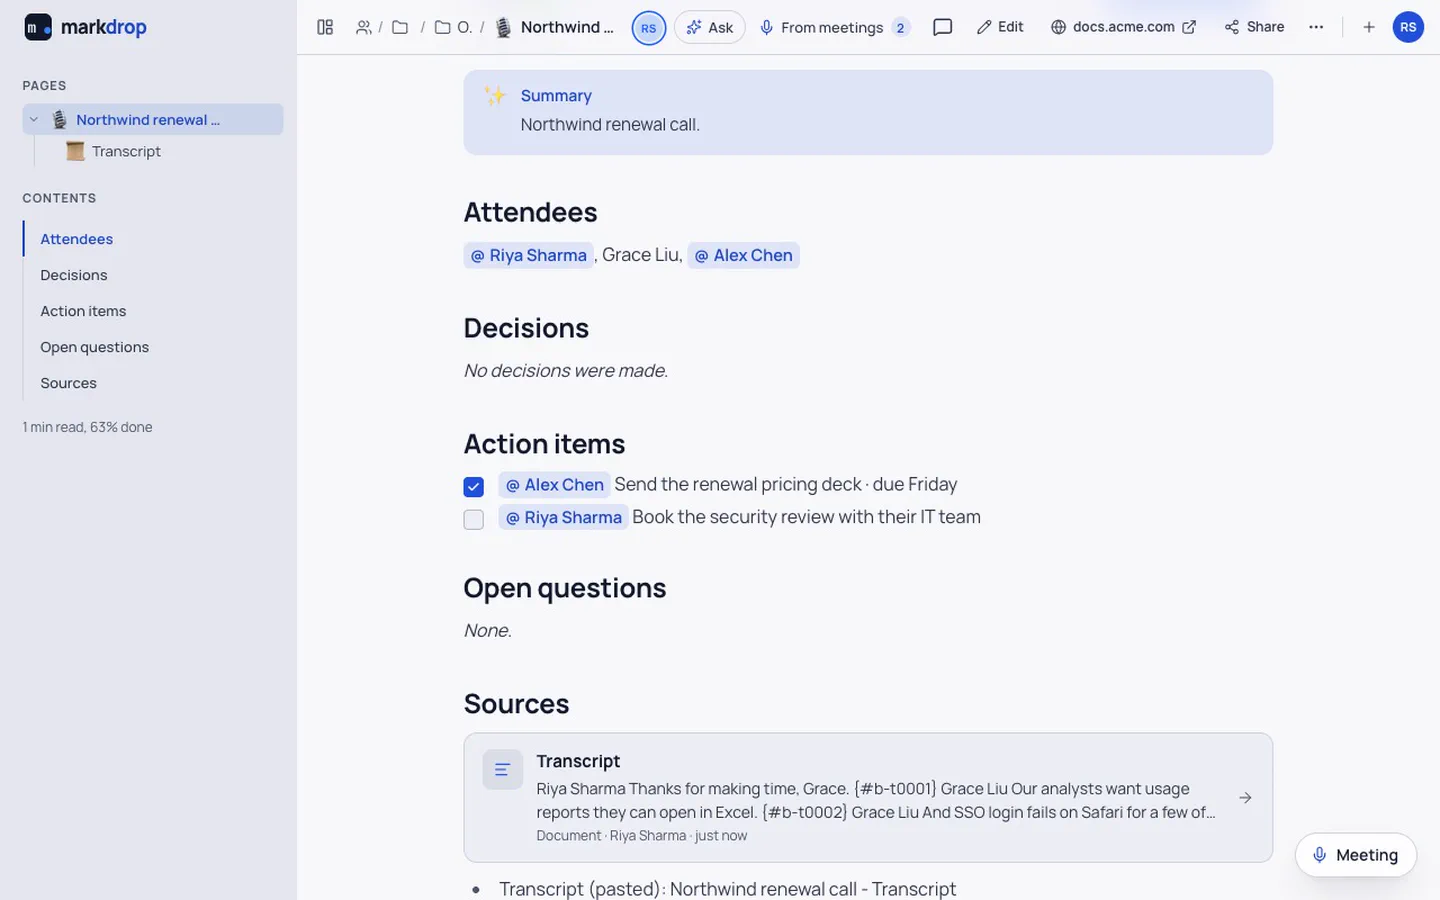 markdrop
PAGES
Northwind renewal ...
Transcript
CONTENTS
Attendees
Decisions
Action items
Open questions
Sources
1 min read, 63% done
/ / O. / Northwind ... RS Ask From meetings 2 Edit docs.acme.com Share RS
Summary
Northwind renewal call.
Attendees
@ Riya Sharma, Grace Liu, @ Alex Chen
Decisions
No decisions were made.
Action items
@ Alex Chen Send the renewal pricing deck · due Friday
@ Riya Sharma Book the security review with their IT team
Open questions
None.
Sources
Transcript
Riya Sharma Thanks for making time, Grace. {#b-t0001} Grace Liu Our analysts want usage
reports they can open in Excel. {#b-t0002} Grace Liu And SSO login fails on Safari for a few of...
Document · Riya Sharma · just now
Meeting
Transcript (pasted): Northwind renewal call - Transcript